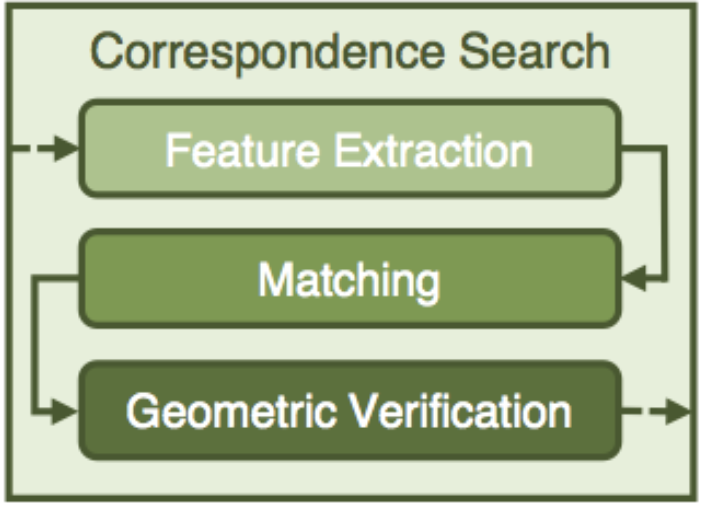 Correspondence Search
Feature Extraction
Matching
Geometric Verification